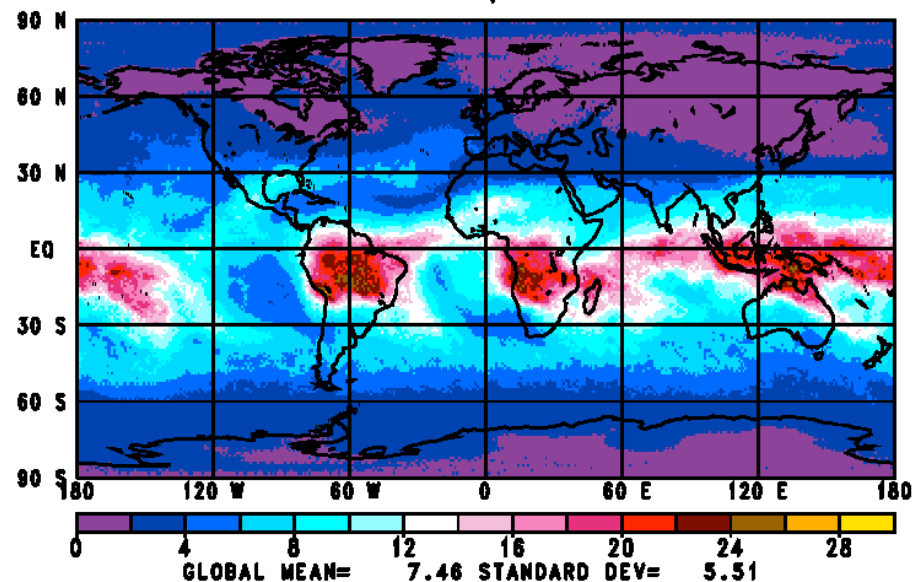 90 N
60 N
30 N
EQ
30 S
60 S
90 S
180 120 W 60 W 0 60 E 120 E 180
0 4 8 12 16 20 24 28
GLOBAL MEAN= 7.46 STANDARD DEV= 5.51